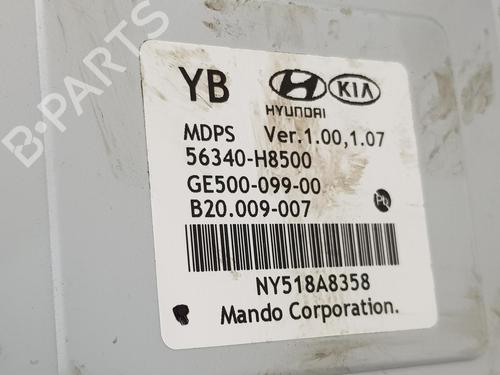 B-PARTS
YB HYUNDAI KIA
MDPS Ver.1.00,1.07
56340-H8500
GE500-099-00
B20.009-007 Pb
NY518A8358
Mando Corporation.